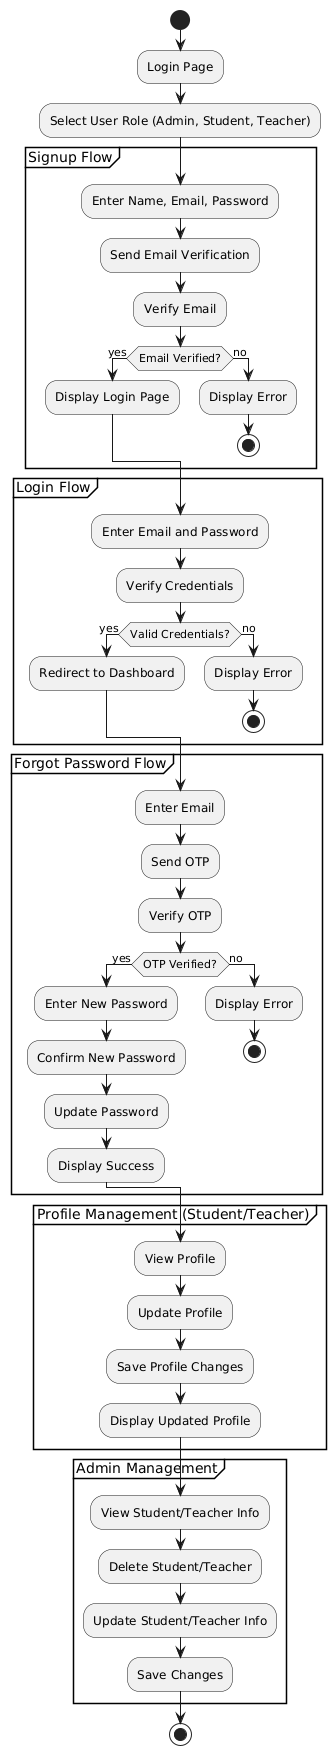 Login Page
Select User Role (Admin, Student, Teacher)
Signup Flow
Enter Name, Email, Password
Send Email Verification
Verify Email
Email Verified?
yes
no
Display Login Page
Display Error
Login Flow
Enter Email and Password
Verify Credentials
Valid Credentials?
yes
no
Redirect to Dashboard
Display Error
Forgot Password Flow
Enter Email
Send OTP
Verify OTP
OTP Verified?
yes
no
Enter New Password
Display Error
Confirm New Password
Update Password
Display Success
Profile Management (Student/Teacher)
View Profile
Update Profile
Save Profile Changes
Display Updated Profile
Admin Management
View Student/Teacher Info
Delete Student/Teacher
Update Student/Teacher Info
Save Changes